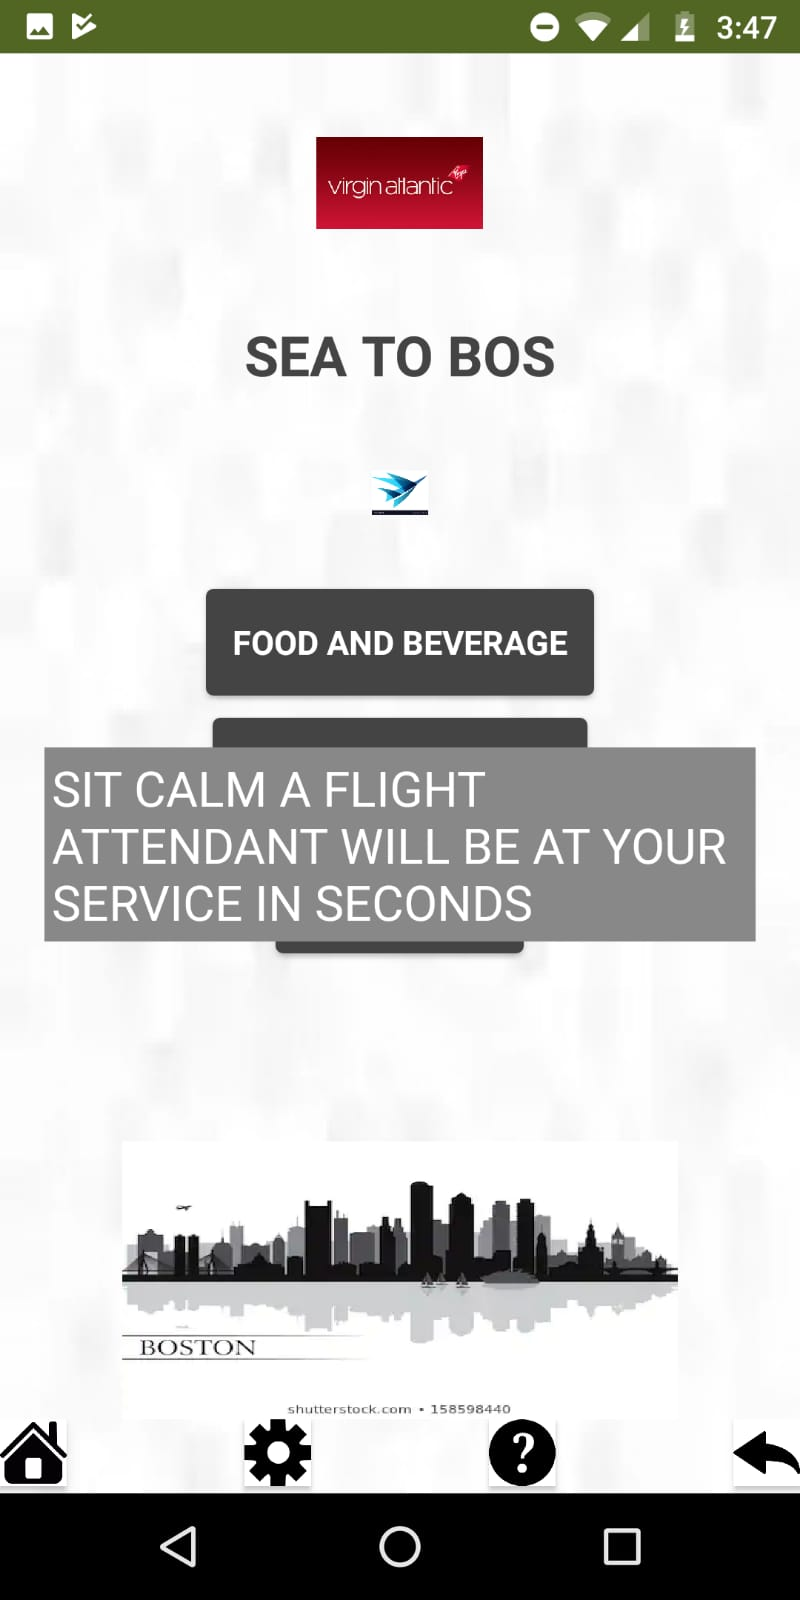 3:47
virgin atlantic
SEA TO BOS
FOOD AND BEVERAGE
SIT CALM A FLIGHT
ATTENDANT WILL BE AT YOUR
SERVICE IN SECONDS
BOSTON
shutterstock.com • 158598440
?